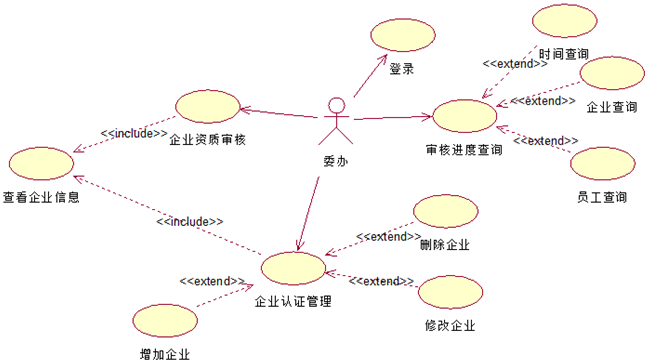 时间查询
<<extend>>
登录
企业查询
<<extend>>
<<include>>
企业资质审核
委办
审核进度查询
<<extend>>
查看企业信息
员工查询
<<include>>
<<extend>>
删除企业
<<extend>>
<<extend>>
企业认证管理
修改企业
增加企业